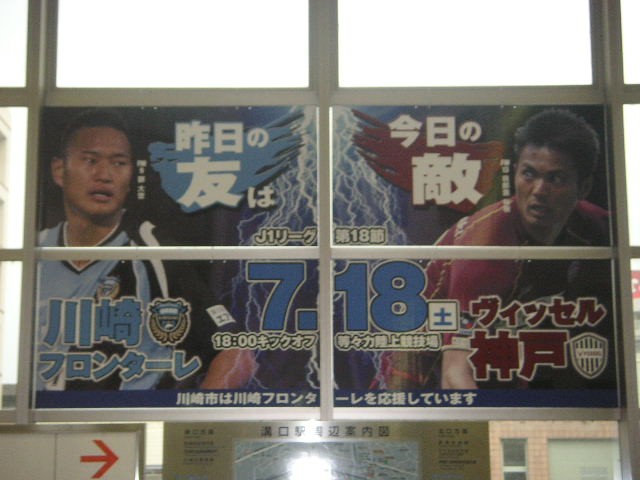 昨日の
友は
今日の
敵
J1リーグ 第18節
7.18土
18:00キックオフ 等々力陸上競技場
川崎
フロンターレ
ヴィッセル
神戸
川崎市は川崎フロンターレを応援しています
溝口駅周辺案内図